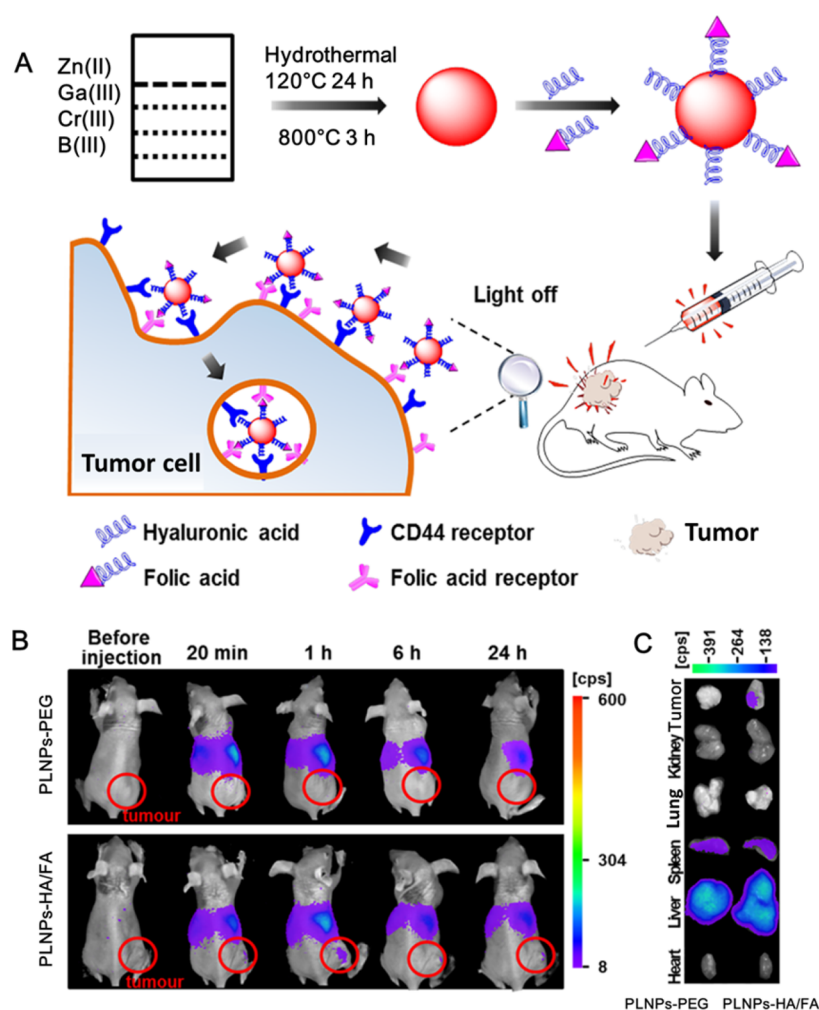 A
Zn(II)
Ga(III)
Cr(III)
B(III)
Hydrothermal
120°C 24 h
800°C 3 h
Light off
Tumor cell
Hyaluronic acid
CD44 receptor
Tumor
Folic acid
Folic acid receptor
B
Before
injection
20 min
1 h
6 h
24 h
[cps]
600
304
8
PLNPs-PEG
tumour
PLNPs-HA/FA
tumour
C
[cps]
-391
-264
-138
Tumor
Kidney
Lung
Spleen
Liver
Heart
PLNPs-PEG PLNPs-HA/FA